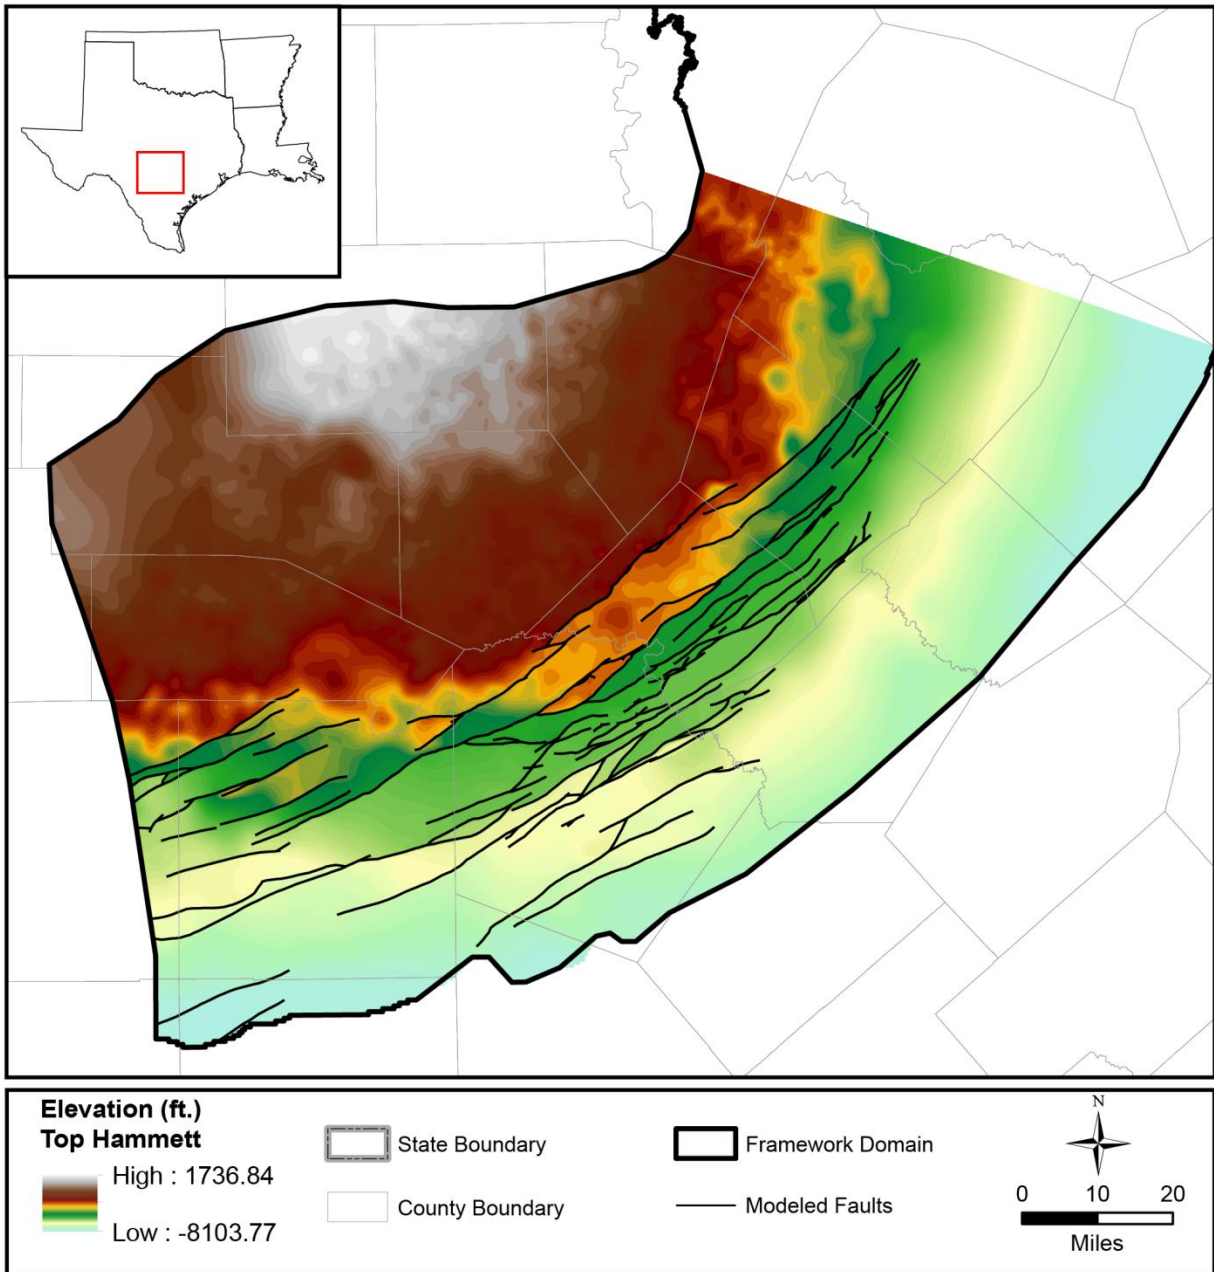 Elevation (ft.)
Top Hammett
High : 1736.84
Low : -8103.77
State Boundary
County Boundary
Framework Domain
Modeled Faults
N
0 10 20
Miles